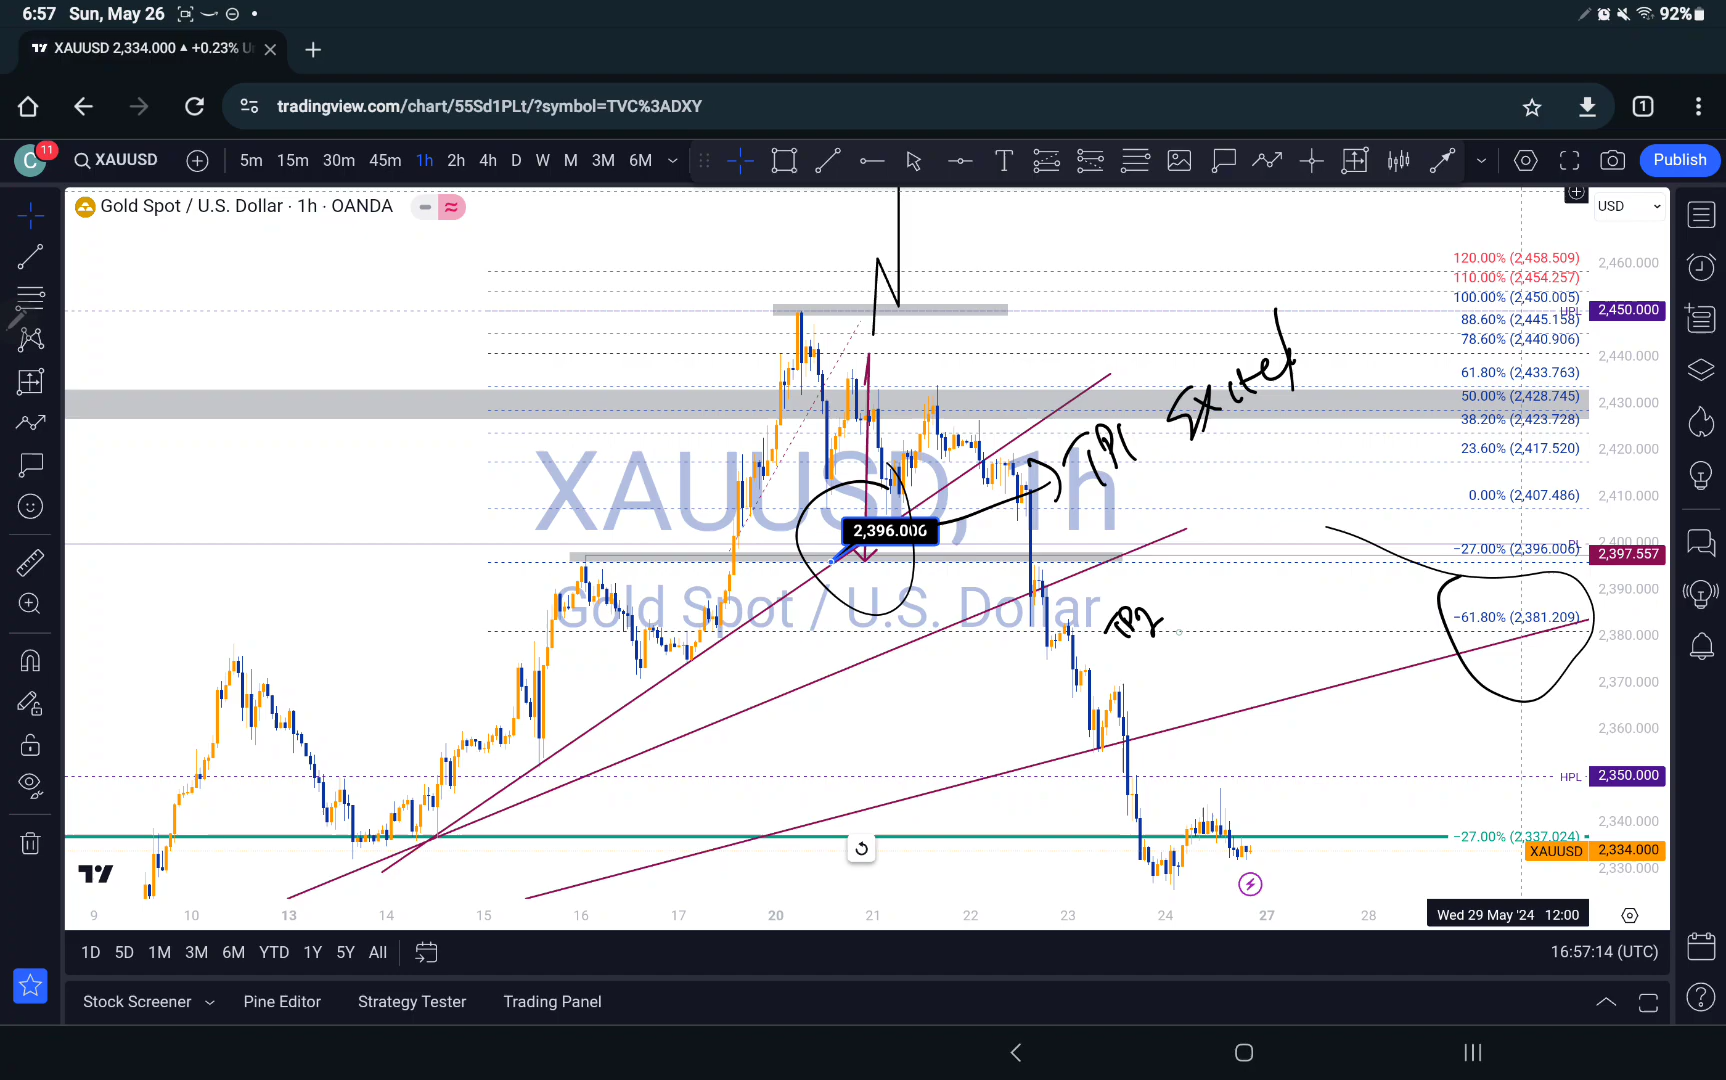 6:57 Sun, May 26 92%
XAUUSD 2,334.000 ▲ +0.23% U
tradingview.com/chart/55Sd1PLt/?symbol=TVC%3ADXY 1
C 11 XAUUSD 5m 15m 30m 45m 1h 2h 4h D W M 3M 6M T Publish
Gold Spot / U.S. Dollar · 1h · OANDA USD
2,460.000
120.00% (2,458.509)
110.00% (2,454.257)
100.00% (2,450.005)
HPL 2,450.000
88.60% (2,445.158)
78.60% (2,440.906)
2,440.000
61.80% (2,433.763)
50.00% (2,428.745)
2,430.000
38.20% (2,423.728)
23.60% (2,417.520)
2,420.000
0.00% (2,407.486)
2,410.000
TP1
XAUUSD, 1h
2,396.006
2,400.000
PL
−27.00% (2,396.006)
2,397.557
2,390.000
Gold Spot / U.S. Dollar
TP2
−61.80% (2,381.209)
2,380.000
2,370.000
2,360.000
HPL 2,350.000
2,340.000
−27.00% (2,337.024)
XAUUSD 2,334.000
2,330.000
9 10 13 14 15 16 17 20 21 22 23 24 27 28 Wed 29 May '24 12:00
1D 5D 1M 3M 6M YTD 1Y 5Y All 16:57:14 (UTC)
Stock Screener Pine Editor Strategy Tester Trading Panel